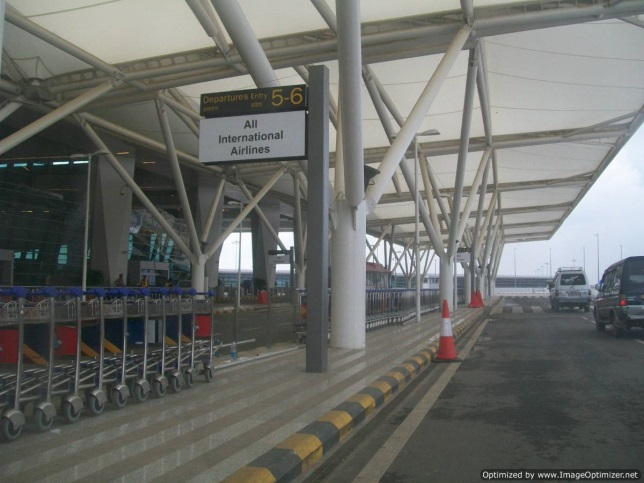 Departures Entry 5-6
All
International
Airlines
Optimized by www.ImageOptimizer.net